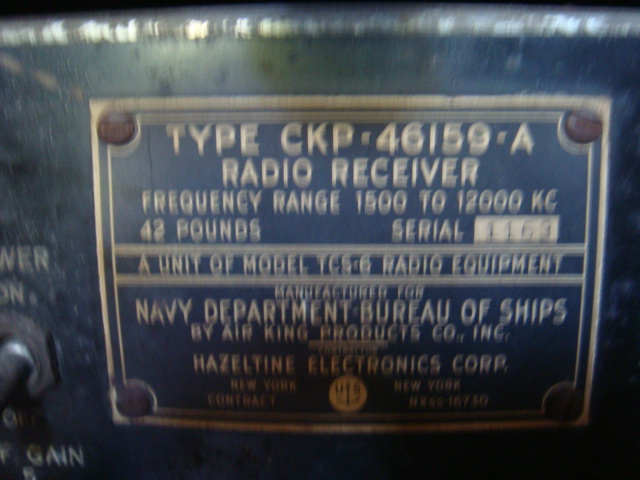 TYPE CKP-46159-A
RADIO RECEIVER
FREQUENCY RANGE 1500 TO 12000 KC
42 POUNDS SERIAL
A UNIT OF MODEL TCS-6 RADIO EQUIPMENT
MANUFACTURED FOR
NAVY DEPARTMENT-BUREAU OF SHIPS
BY AIR KING PRODUCTS CO., INC.
CONTRACTOR
HAZELTINE ELECTRONICS CORP.
NEW YORK NEW YORK
CONTRACT
ON
OFF
GAIN